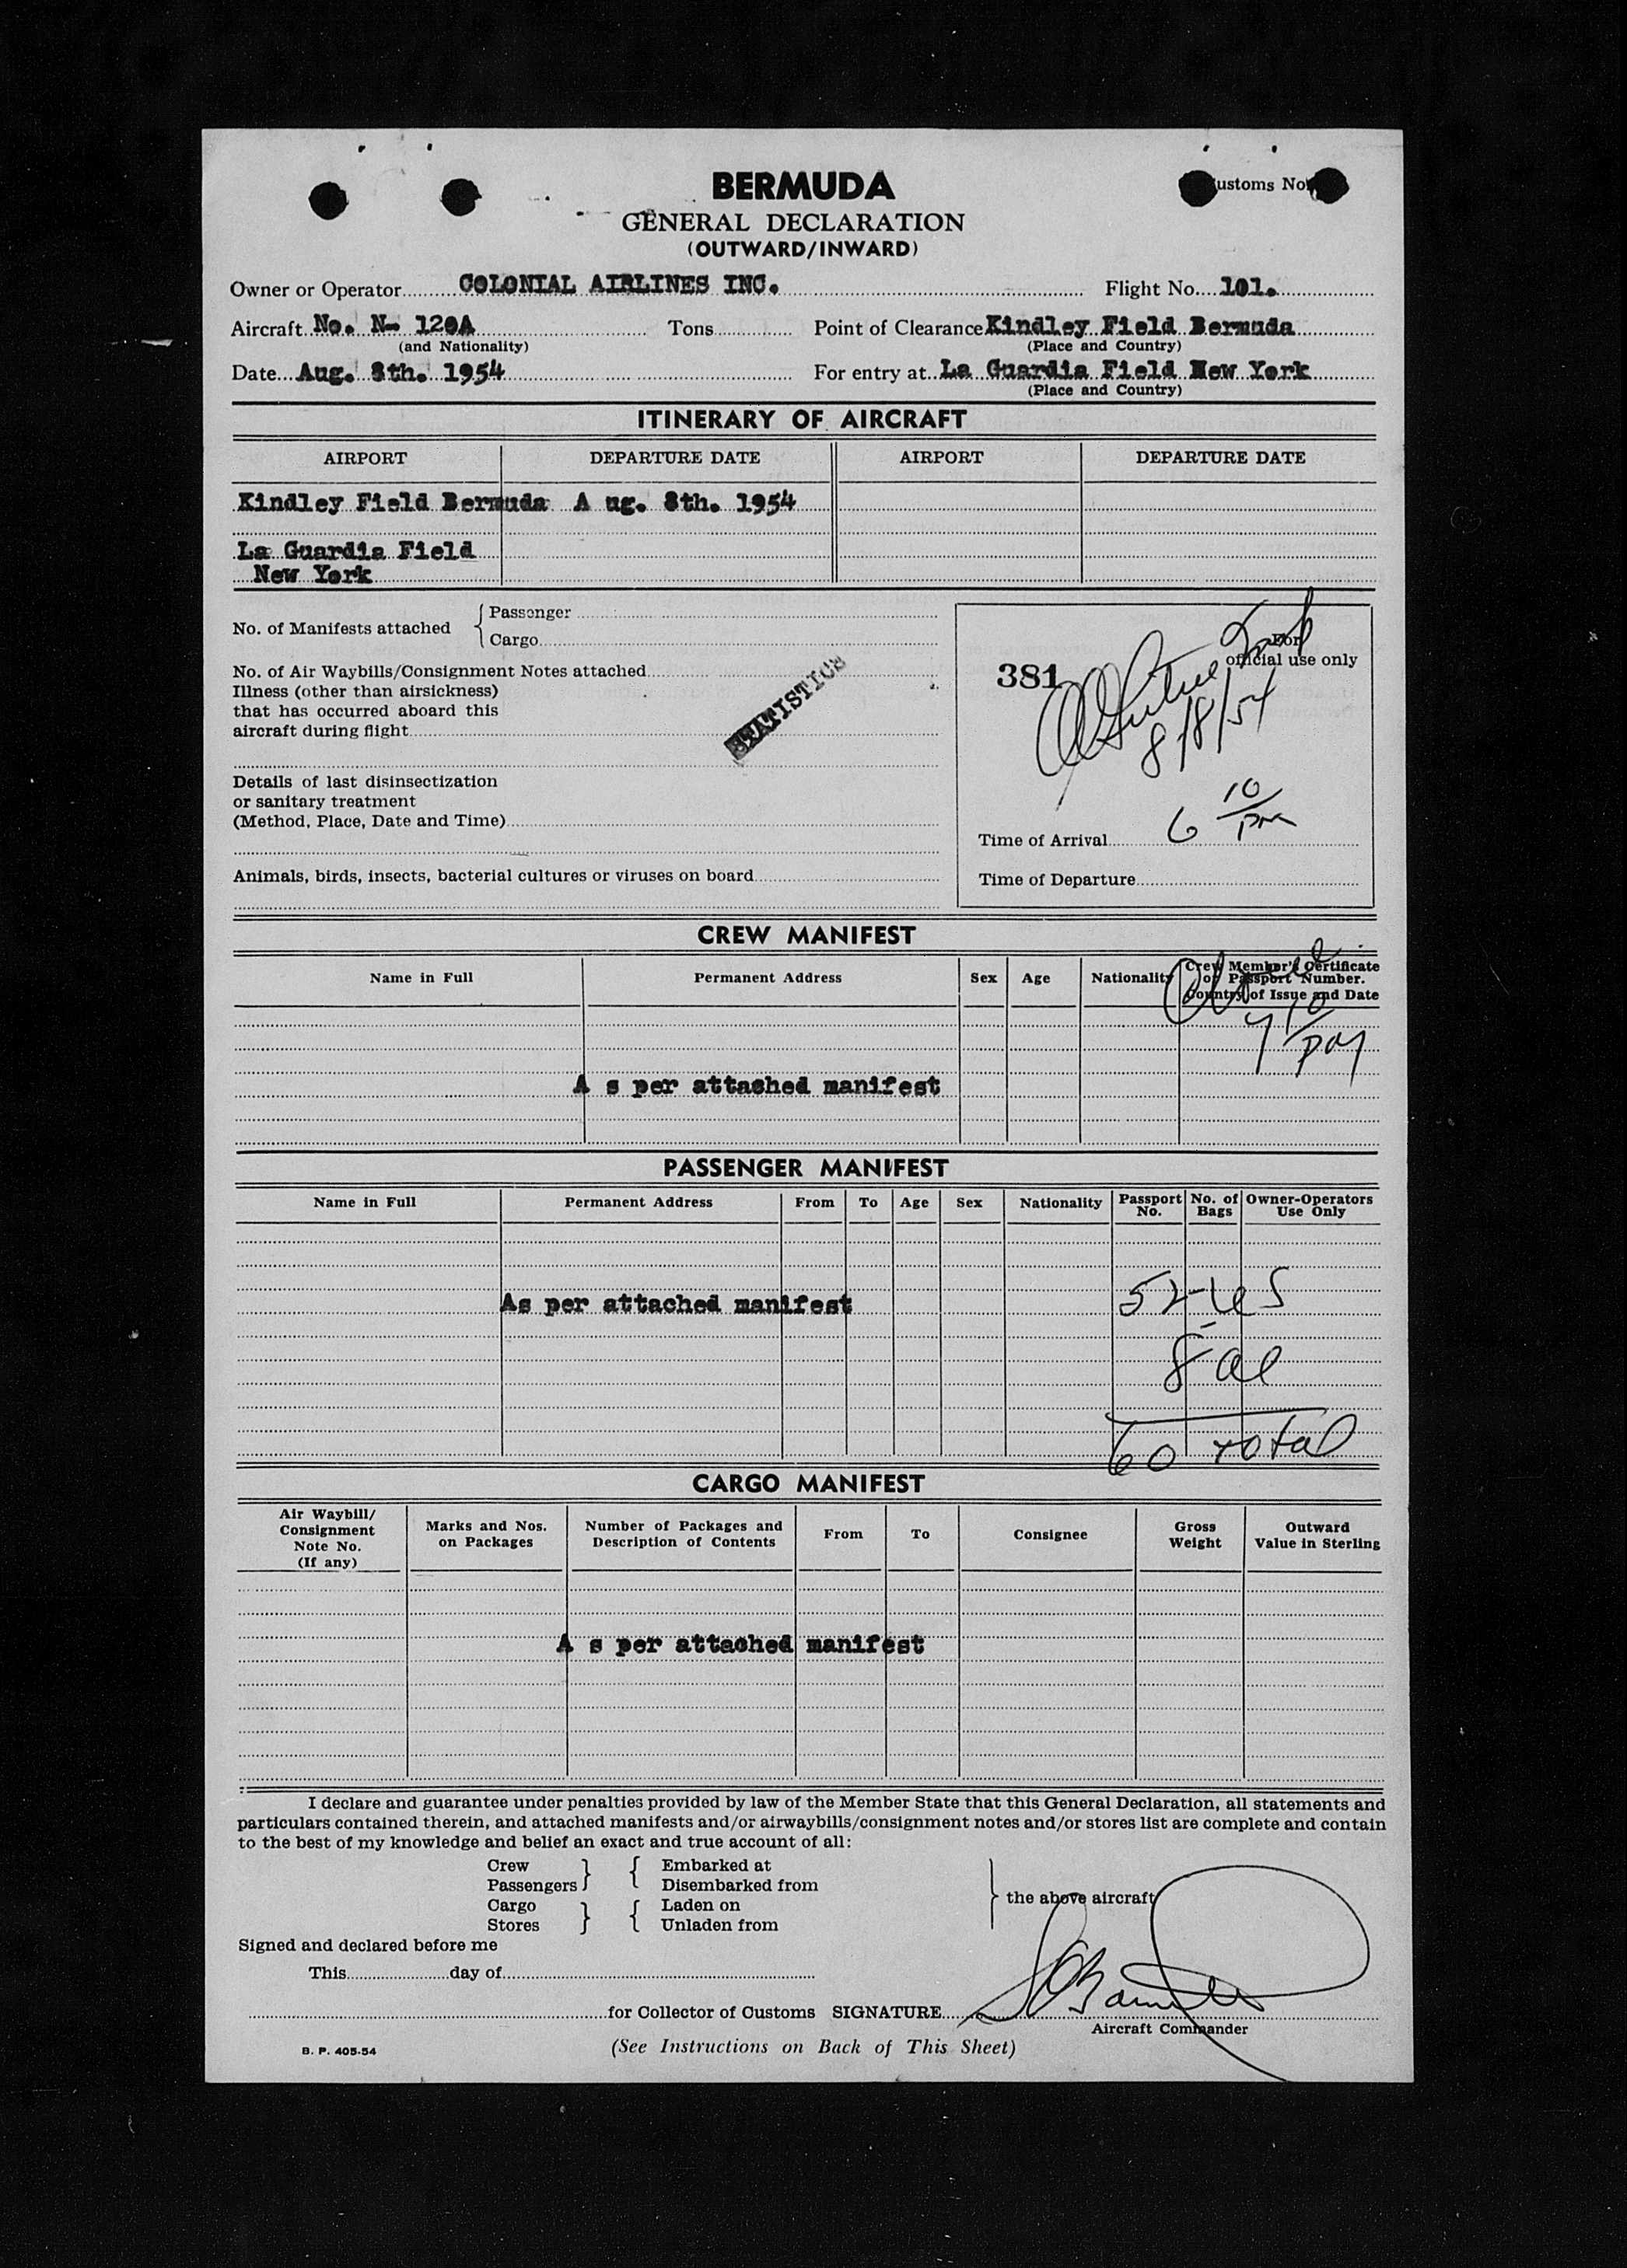 BERMUDA
ustoms No
GENERAL DECLARATION
(OUTWARD/INWARD)
Owner or Operator COLONIAL AIRLINES INC. Flight No. 101.
Aircraft No. N- 120A Tons Point of Clearance Kindley Field Bermuda
(and Nationality) (Place and Country)
Date Aug. 8th. 1954 For entry at La Guardia Field New York
(Place and Country)
ITINERARY OF AIRCRAFT
AIRPORT DEPARTURE DATE AIRPORT DEPARTURE DATE
Kindley Field Bermuda A ug. 8th. 1954
La Guardia Field
New York
No. of Manifests attached { Passenger
Cargo
No. of Air Waybills/Consignment Notes attached
Illness (other than airsickness)
that has occurred aboard this
aircraft during flight
STATISTICS
Details of last disinsectization
or sanitary treatment
(Method, Place, Date and Time)
Animals, birds, insects, bacterial cultures or viruses on board
For
official use only
381
8/8/54
Time of Arrival 6 10/PM
Time of Departure
CREW MANIFEST
Name in Full Permanent Address Sex Age Nationality Crew Member's Certificate
or Passport Number.
Country of Issue and Date
7 10/PM
A s per attached manifest
PASSENGER MANIFEST
Name in Full Permanent Address From To Age Sex Nationality Passport No. No. of Bags Owner-Operators Use Only
As per attached manifest
52-
8 al
60 total
CARGO MANIFEST
Air Waybill/ Consignment Note No. (If any) Marks and Nos. on Packages Number of Packages and Description of Contents From To Consignee Gross Weight Outward Value in Sterling
A s per attached manifest
I declare and guarantee under penalties provided by law of the Member State that this General Declaration, all statements and
particulars contained therein, and attached manifests and/or airwaybills/consignment notes and/or stores list are complete and contain
to the best of my knowledge and belief an exact and true account of all:
Crew } { Embarked at
Passengers Disembarked from
} the above aircraft
Cargo } { Laden on
Stores Unladen from
Signed and declared before me
This day of
for Collector of Customs SIGNATURE
Aircraft Commander
B. P. 405-54
(See Instructions on Back of This Sheet)